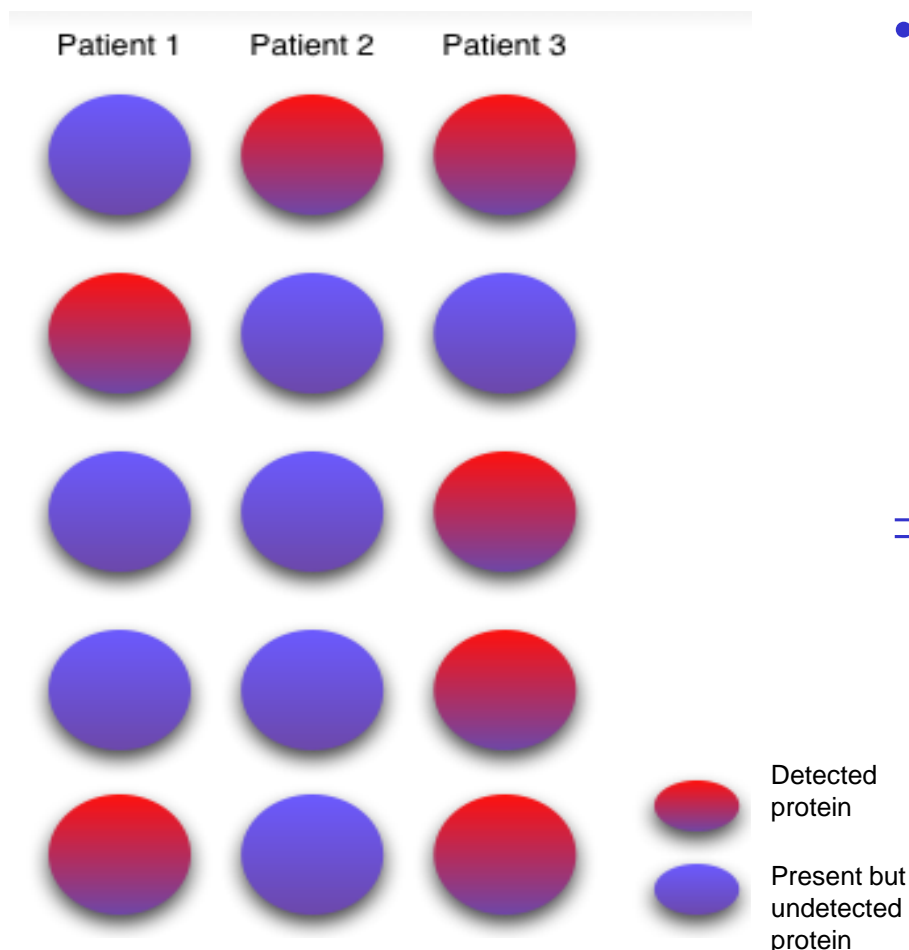 Patient 1 Patient 2 Patient 3
Detected
protein
Present but
undetected
protein